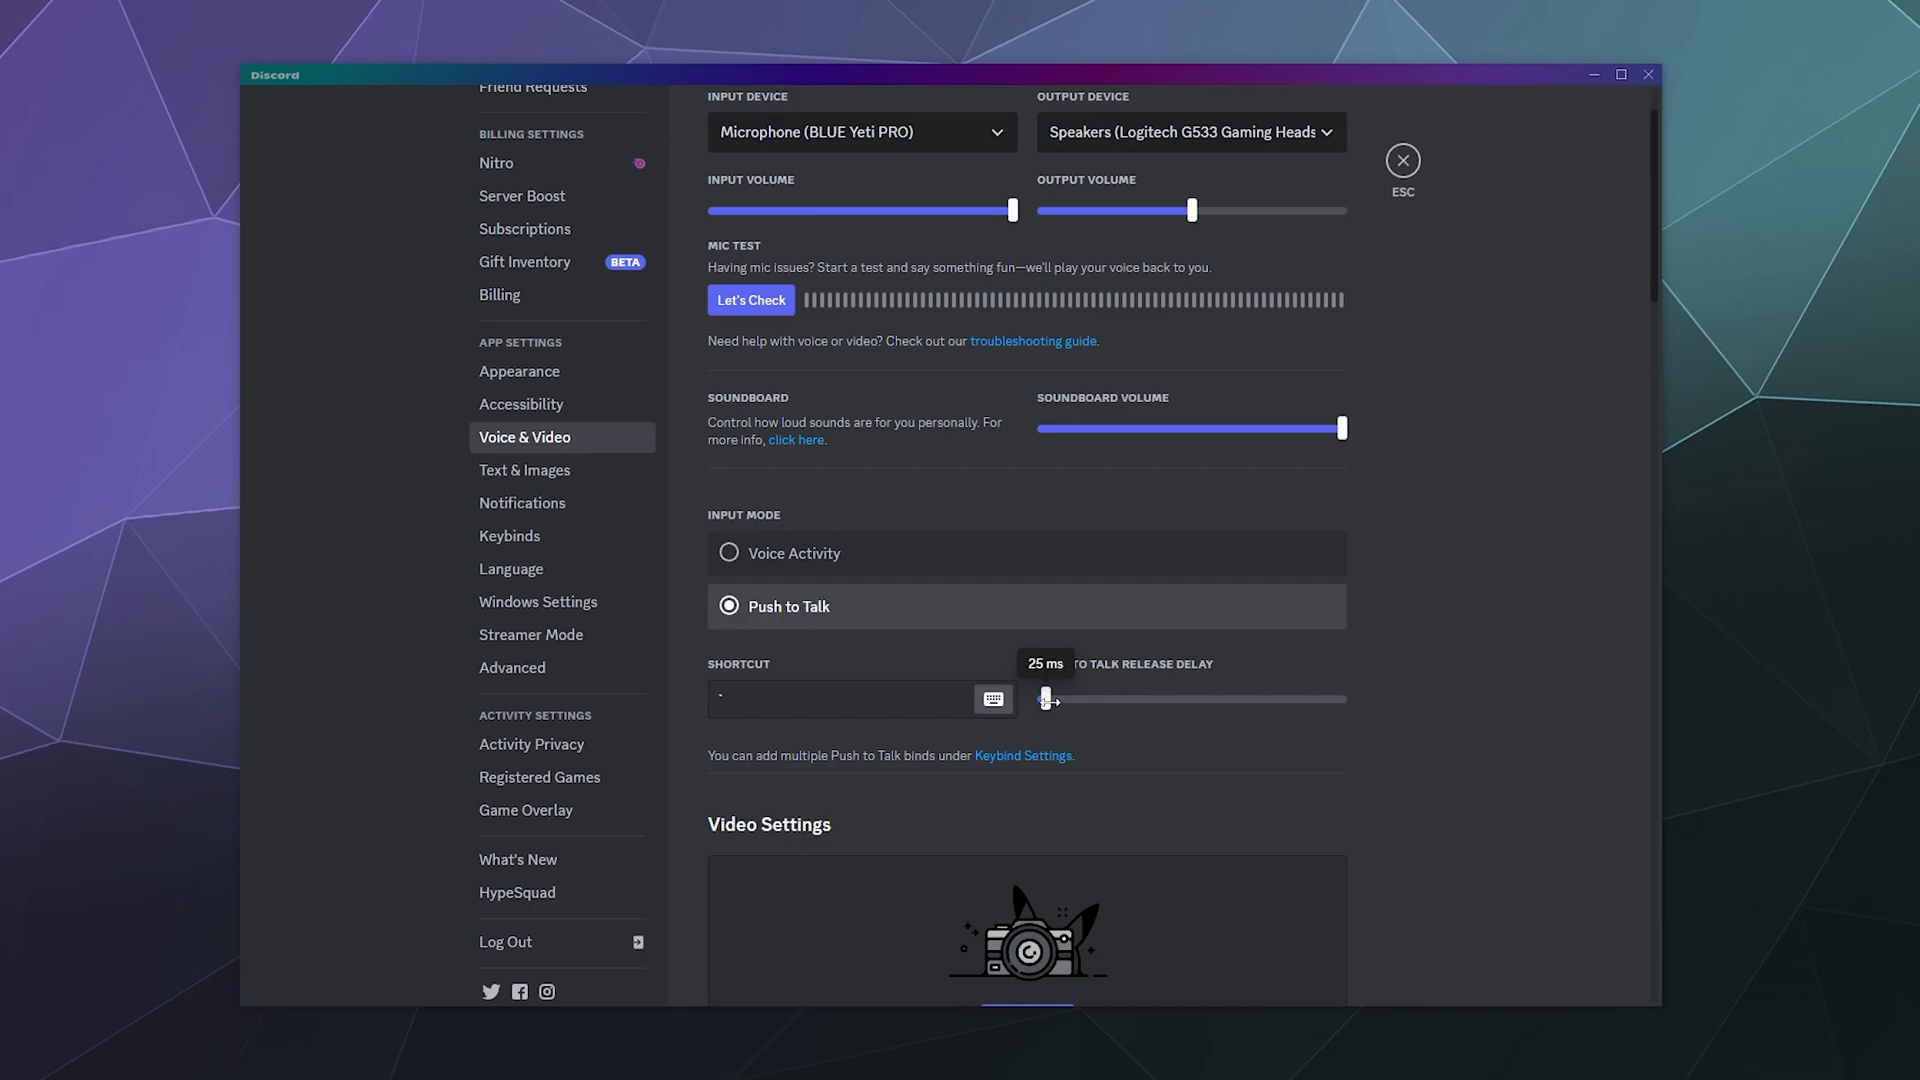 Discord
Friend Requests
BILLING SETTINGS
Nitro
Server Boost
Subscriptions
Gift Inventory BETA
Billing
APP SETTINGS
Appearance
Accessibility
Voice & Video
Text & Images
Notifications
Keybinds
Language
Windows Settings
Streamer Mode
Advanced
ACTIVITY SETTINGS
Activity Privacy
Registered Games
Game Overlay
What's New
HypeSquad
Log Out
INPUT DEVICE
Microphone (BLUE Yeti PRO)
OUTPUT DEVICE
Speakers (Logitech G533 Gaming Heads
INPUT VOLUME
OUTPUT VOLUME
MIC TEST
Having mic issues? Start a test and say something fun—we'll play your voice back to you.
Let's Check
Need help with voice or video? Check out our troubleshooting guide.
SOUNDBOARD
Control how loud sounds are for you personally. For
more info, click here.
SOUNDBOARD VOLUME
INPUT MODE
Voice Activity
Push to Talk
SHORTCUT
`
25 ms
TO TALK RELEASE DELAY
You can add multiple Push to Talk binds under Keybind Settings.
Video Settings
ESC